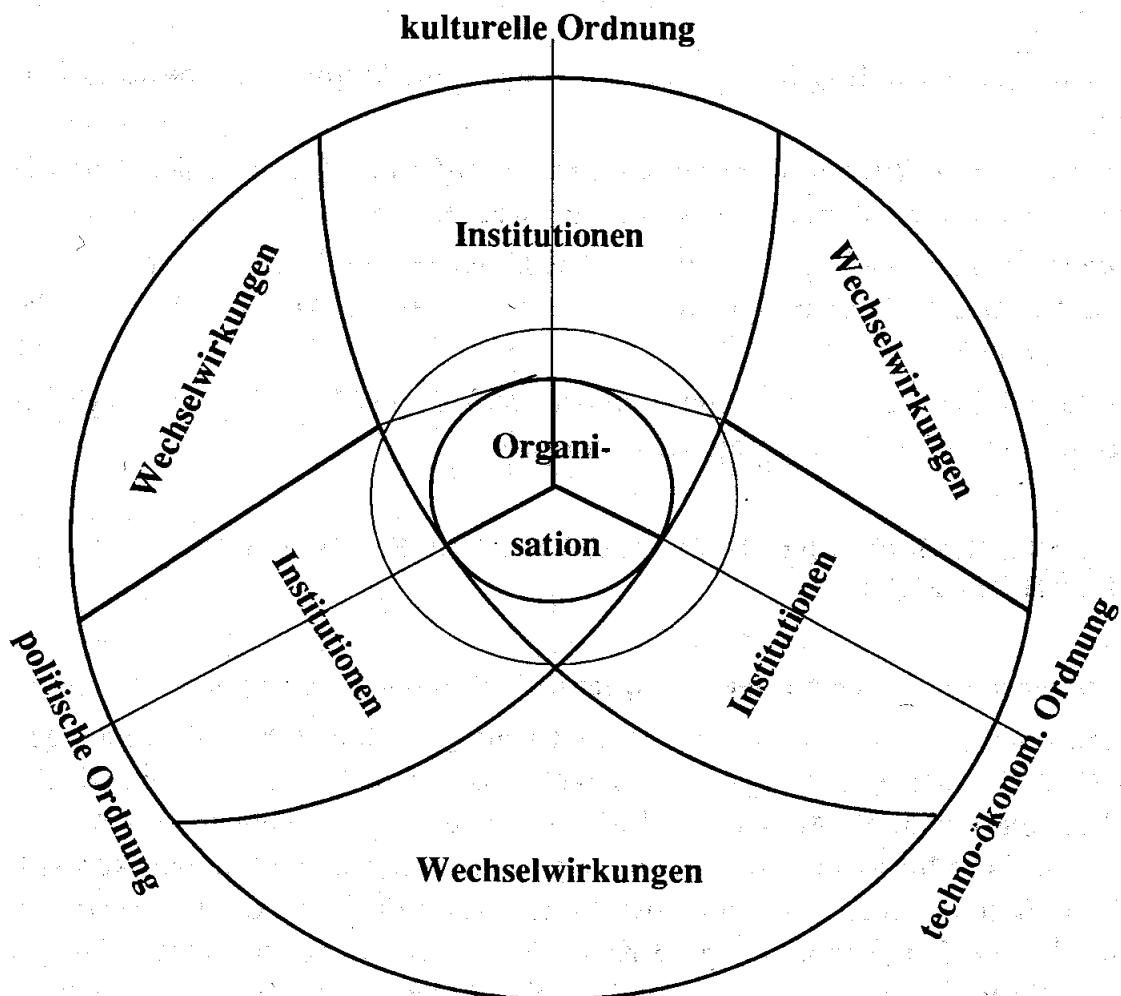 kulturelle Ordnung
Institutionen
Wechselwirkungen
Wechselwirkungen
Organi-
sation
Institutionen
Institutionen
politische Ordnung
techno-ökonom. Ordnung
Wechselwirkungen